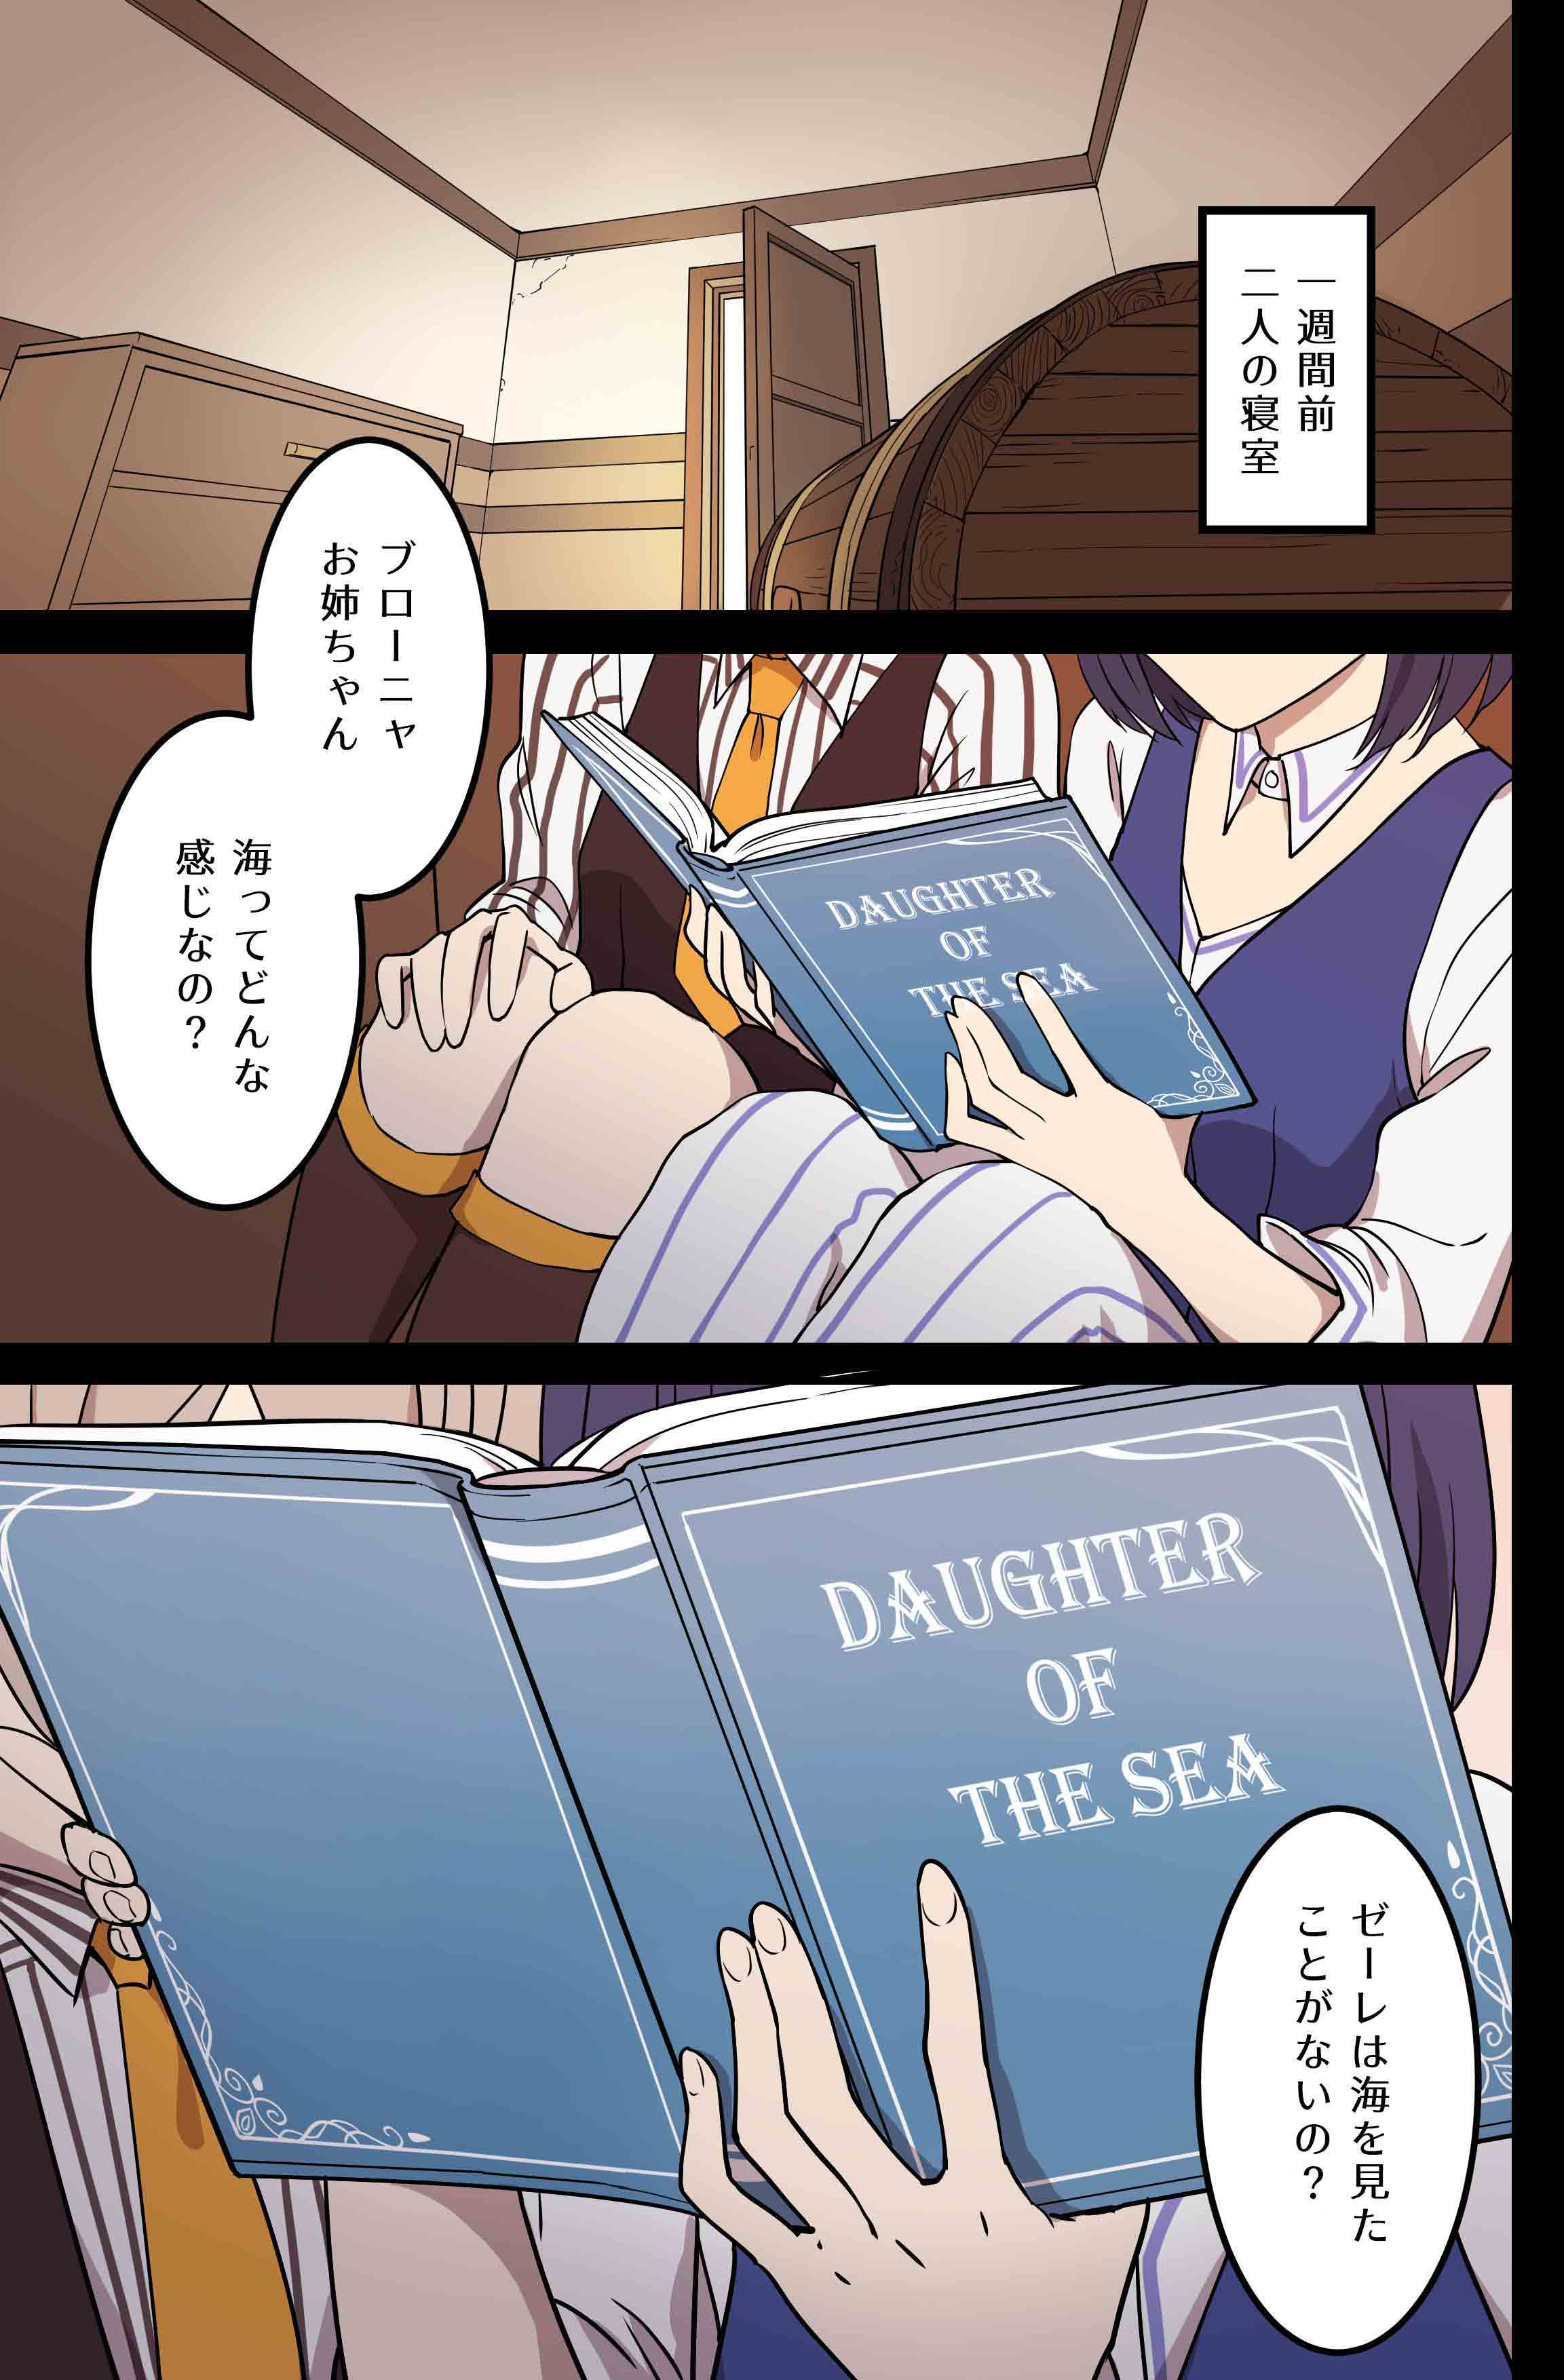 一週間前
二人の寝室
ブローニャ
お姉ちゃん
海ってどんな
感じなの?
DAUGHTER
OF
THE SEA
DAUGHTER
OF
THE SEA
ゼーレは海を見た
ことがないの?